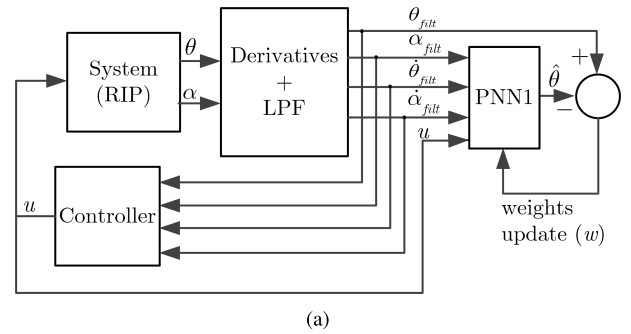 System
(RIP)
θ
α
Derivatives
+
LPF
θ_filt
α_filt
θ̇_filt
α̇_filt
u
PNN1
θ̂
+
−
weights
update (w)
u
Controller
(a)